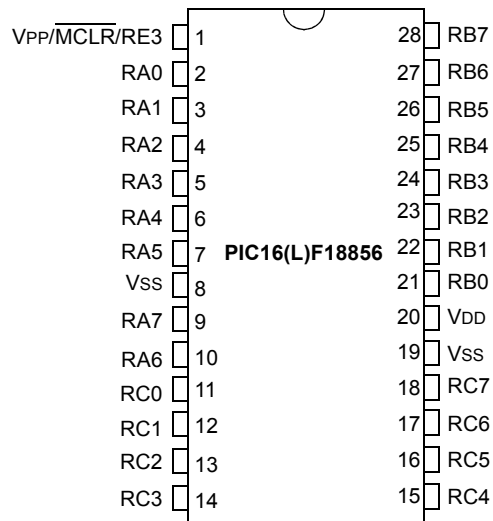 VPP/MCLR/RE3 1 28 RB7
RA0 2 27 RB6
RA1 3 26 RB5
RA2 4 25 RB4
RA3 5 24 RB3
RA4 6 23 RB2
RA5 7 PIC16(L)F18856 22 RB1
VSS 8 21 RB0
RA7 9 20 VDD
RA6 10 19 VSS
RC0 11 18 RC7
RC1 12 17 RC6
RC2 13 16 RC5
RC3 14 15 RC4